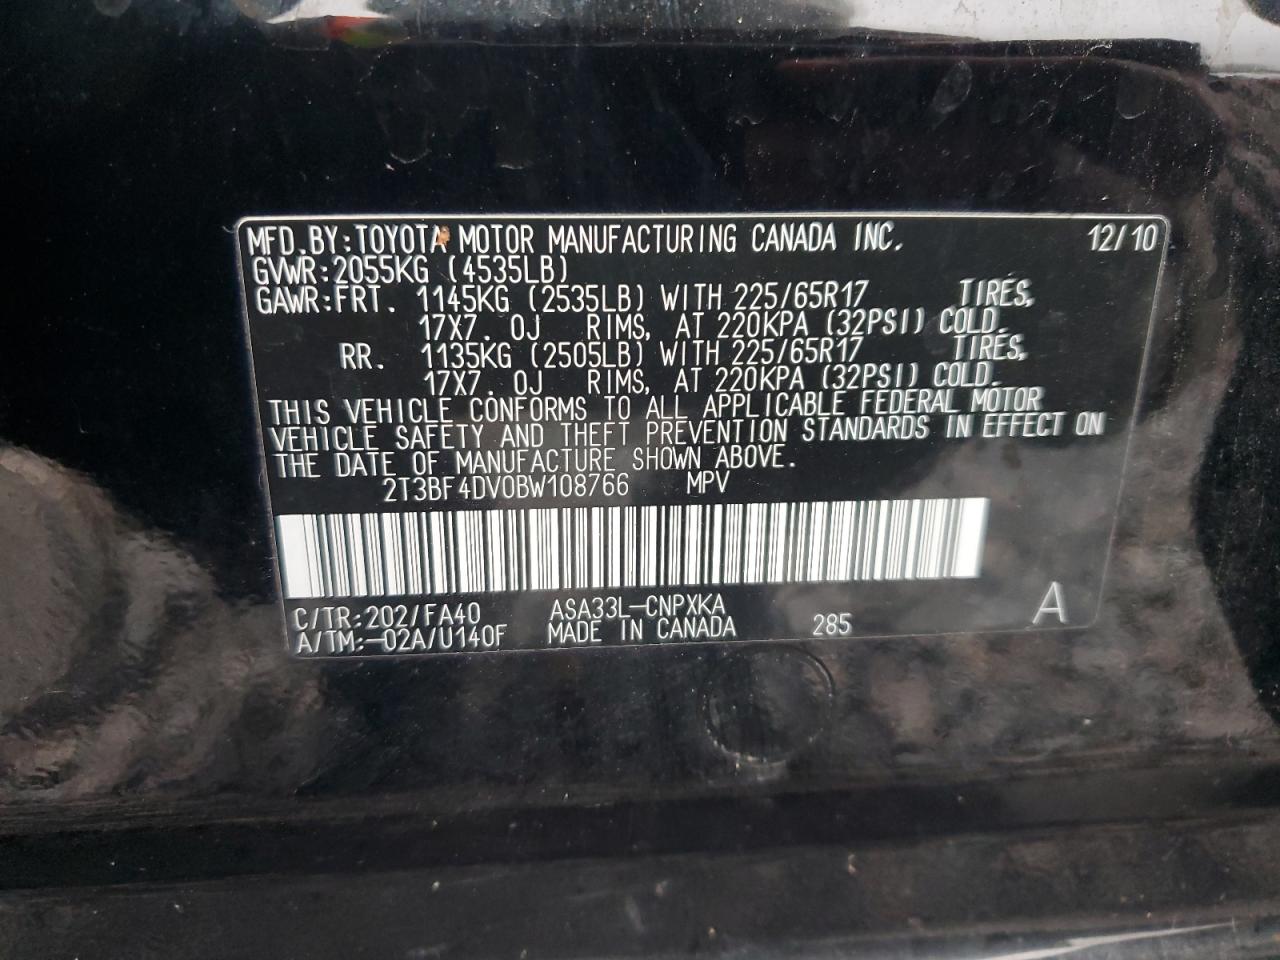 MFD.BY:TOYOTA MOTOR MANUFACTURING CANADA INC. 12/10
GVWR:2055KG (4535LB)
GAWR:FRT. 1145KG (2535LB) WITH 225/65R17 TIRES,
17X7.0J RIMS, AT 220KPA (32PSI) COLD.
RR. 1135KG (2505LB) WITH 225/65R17 TIRES,
17X7.0J RIMS, AT 220KPA (32PSI) COLD.
THIS VEHICLE CONFORMS TO ALL APPLICABLE FEDERAL MOTOR
VEHICLE SAFETY AND THEFT PREVENTION STANDARDS IN EFFECT ON
THE DATE OF MANUFACTURE SHOWN ABOVE.
2T3BF4DV0BW108766 MPV
C/TR:202/FA40 ASA33L-CNPXKA
A/TM:-02A/U140F MADE IN CANADA 285 A